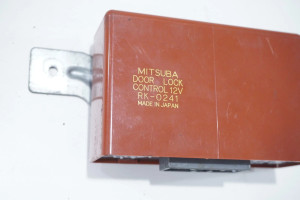 MITSUBA
DOOR LOCK
CONTROL 12V
RK-0241
MADE IN JAPAN